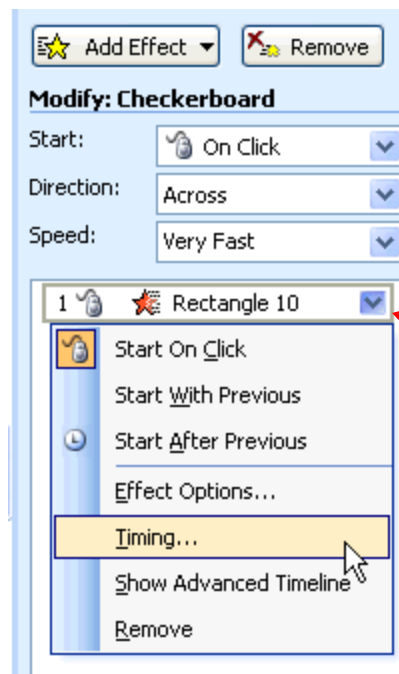 Add Effect Remove
Modify: Checkerboard
Start: On Click
Direction: Across
Speed: Very Fast
1 Rectangle 10
Start On Click
Start With Previous
Start After Previous
Effect Options...
Timing...
Show Advanced Timeline
Remove